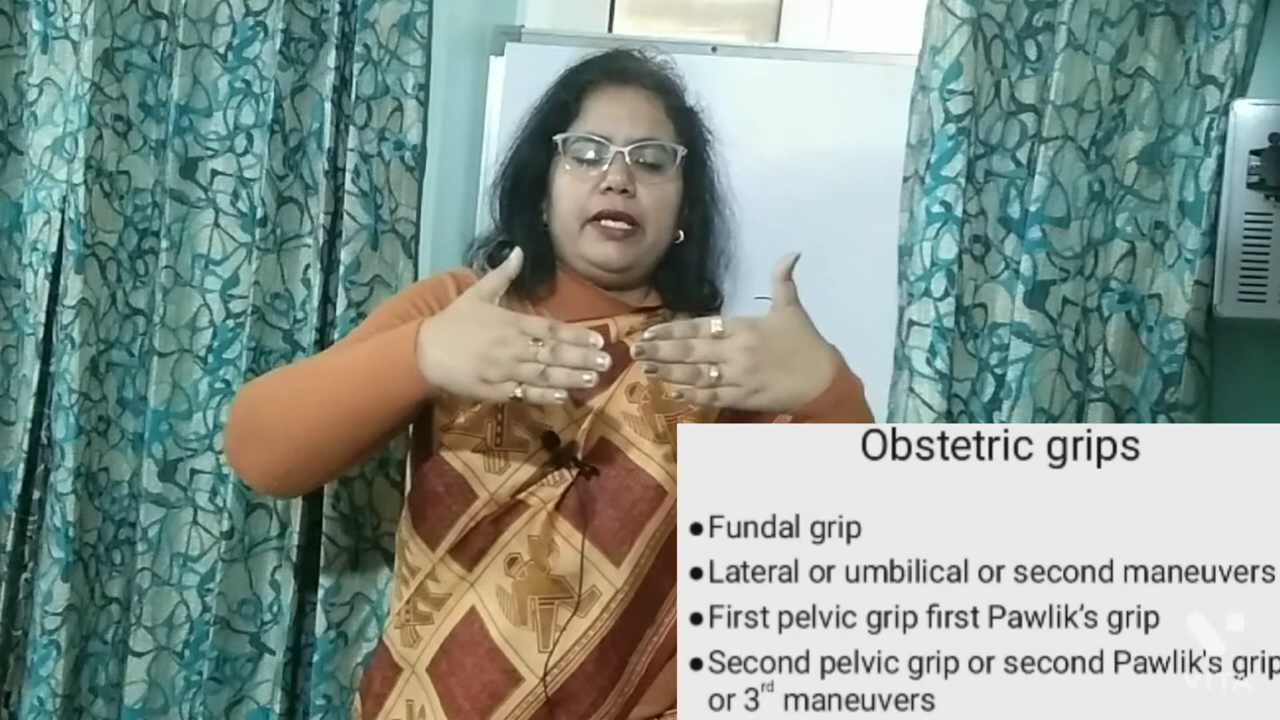 Obstetric grips
●Fundal grip
●Lateral or umbilical or second maneuvers
●First pelvic grip first Pawlik’s grip
●Second pelvic grip or second Pawlik's grip
or 3rd maneuvers
VITA